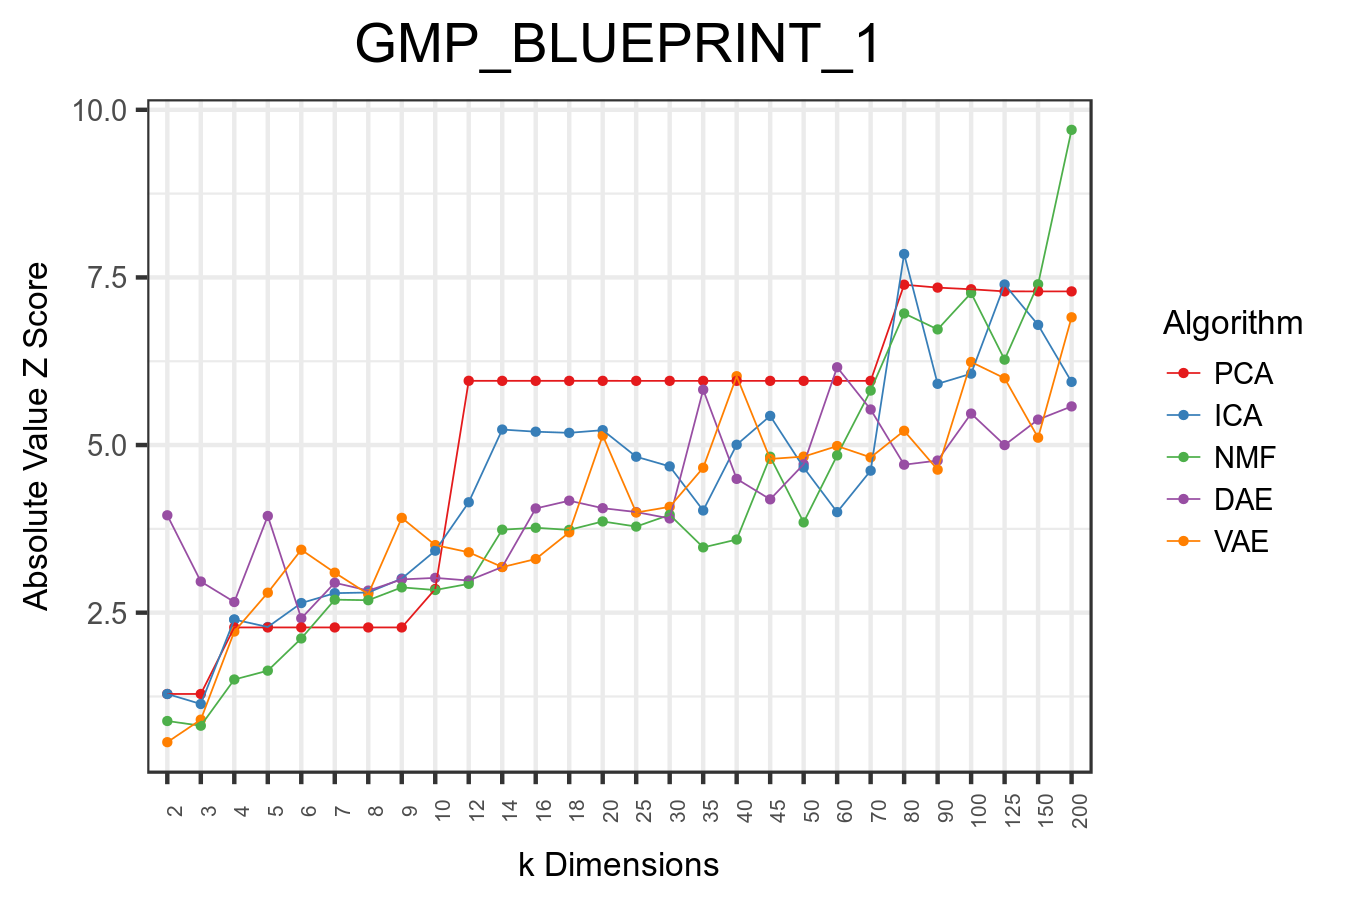 GMP_BLUEPRINT_1
Absolute Value Z Score
10.0
7.5
5.0
2.5
2 3 4 5 6 7 8 9 10 12 14 16 18 20 25 30 35 40 45 50 60 70 80 90 100 125 150 200
k Dimensions
Algorithm
PCA
ICA
NMF
DAE
VAE